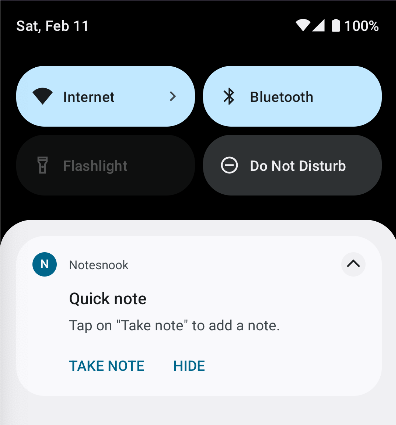 Sat, Feb 11
100%
Internet
Bluetooth
Flashlight
Do Not Disturb
N
Notesnook
Quick note
Tap on "Take note" to add a note.
TAKE NOTE
HIDE